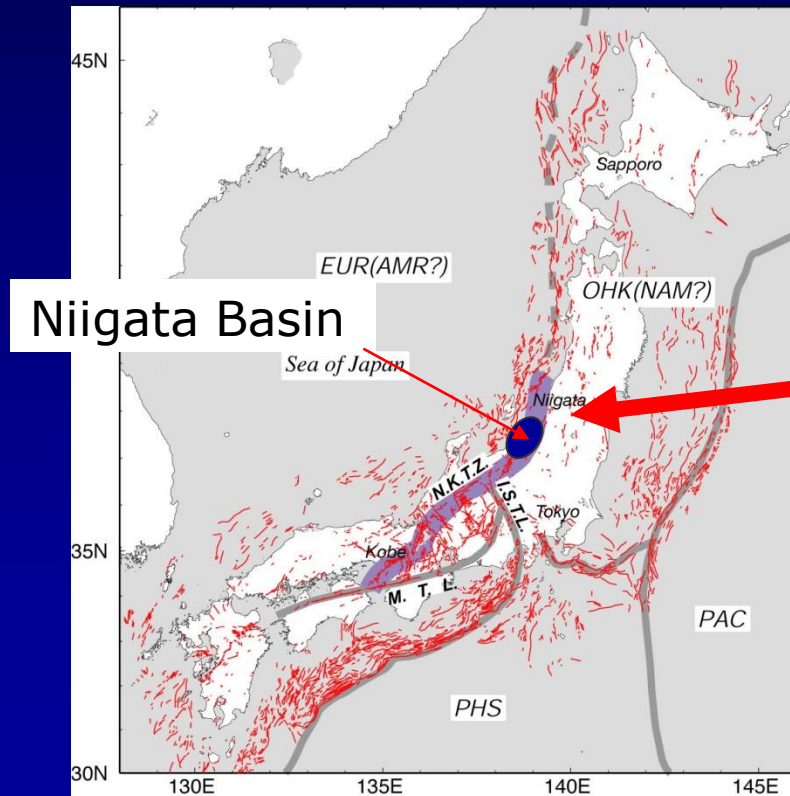 45N
Sapporo
EUR(AMR?)
OHK(NAM?)
Niigata Basin
Sea of Japan
Niigata
N.K.T.Z.
I.S.T.L.
Tokyo
35N
Kobe
M. T. L.
PAC
PHS
30N
130E
135E
140E
145E